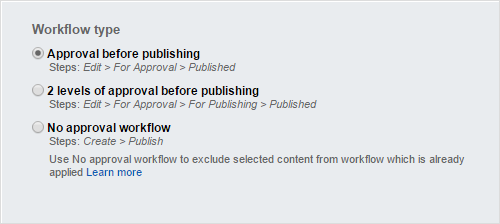 Workflow type
Approval before publishing
Steps: Edit > For Approval > Published
2 levels of approval before publishing
Steps: Edit > For Approval > For Publishing > Published
No approval workflow
Steps: Create > Publish
Use No approval workflow to exclude selected content from workflow which is already
applied Learn more